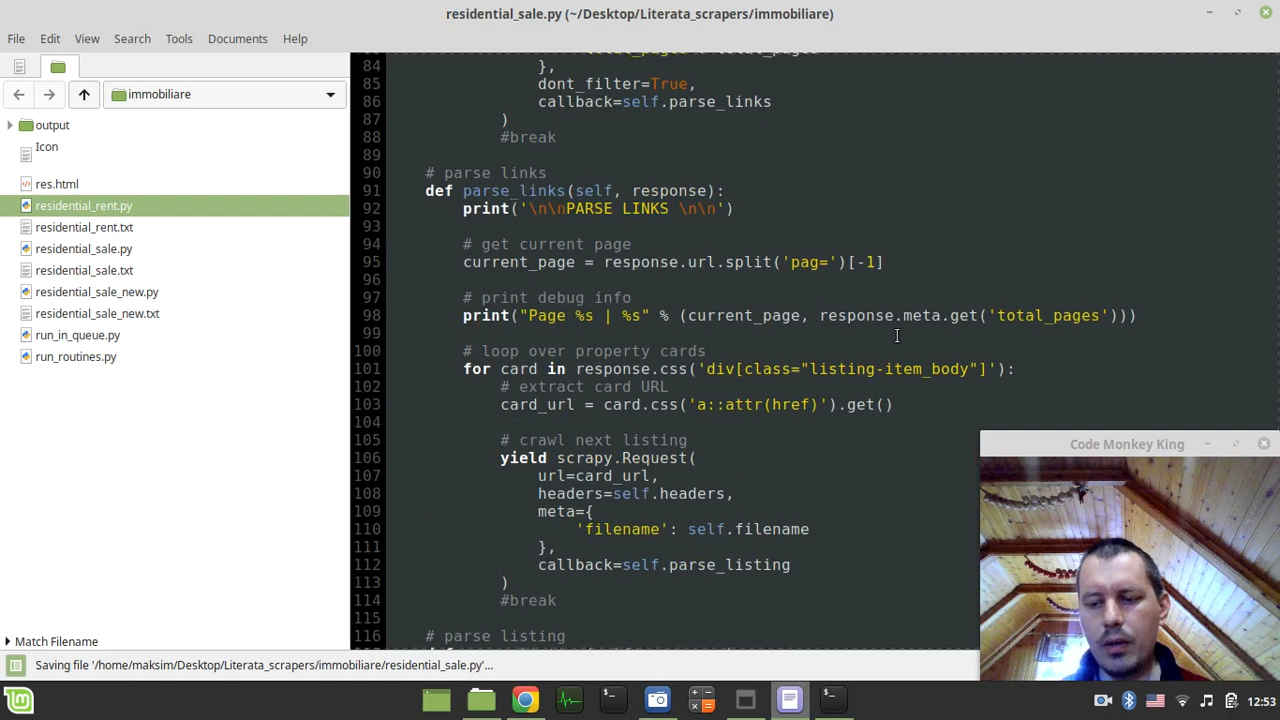 residential_sale.py (~/Desktop/Literata_scrapers/immobiliare)
File Edit View Search Tools Documents Help
immobiliare
output
Icon
res.html
residential_rent.py
residential_rent.txt
residential_sale.py
residential_sale.txt
residential_sale_new.py
residential_sale_new.txt
run_in_queue.py
run_routines.py
Match Filename
84 },
85 dont_filter=True,
86 callback=self.parse_links
87 )
88 #break
89
90 # parse links
91 def parse_links(self, response):
92 print('\n\nPARSE LINKS \n\n')
93
94 # get current page
95 current_page = response.url.split('pag=')[-1]
96
97 # print debug info
98 print("Page %s | %s" % (current_page, response.meta.get('total_pages')))
99
100 # loop over property cards
101 for card in response.css('div[class="listing-item_body"]'):
102 # extract card URL
103 card_url = card.css('a::attr(href)').get()
104
105 # crawl next listing
106 yield scrapy.Request(
107 url=card_url,
108 headers=self.headers,
109 meta={
110 'filename': self.filename
111 },
112 callback=self.parse_listing
113 )
114 #break
115
116 # parse listing
Code Monkey King
Saving file '/home/maksim/Desktop/Literata_scrapers/immobiliare/residential_sale.py'...
12:53